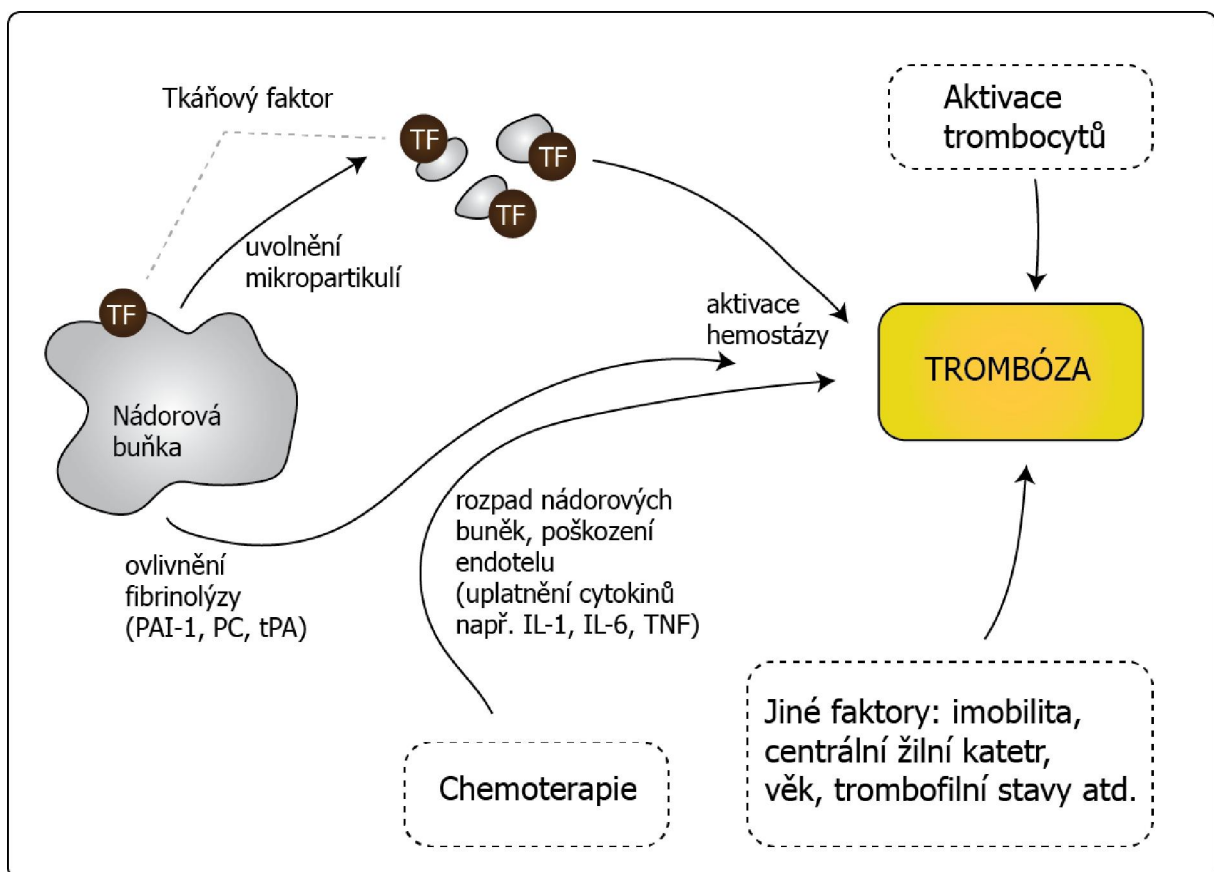 Tkáňový faktor
TF
TF
TF
TF
uvolnění
mikropartikulí
Nádorová
buňka
ovlivnění
fibrinolýzy
(PAI-1, PC, tPA)
aktivace
hemostázy
rozpad nádorových
buněk, poškození
endotelu
(uplatnění cytokinů
např. IL-1, IL-6, TNF)
Chemoterapie
Aktivace
trombocytů
TROMBÓZA
Jiné faktory: imobilita,
centrální žilní katetr,
věk, trombofilní stavy atd.